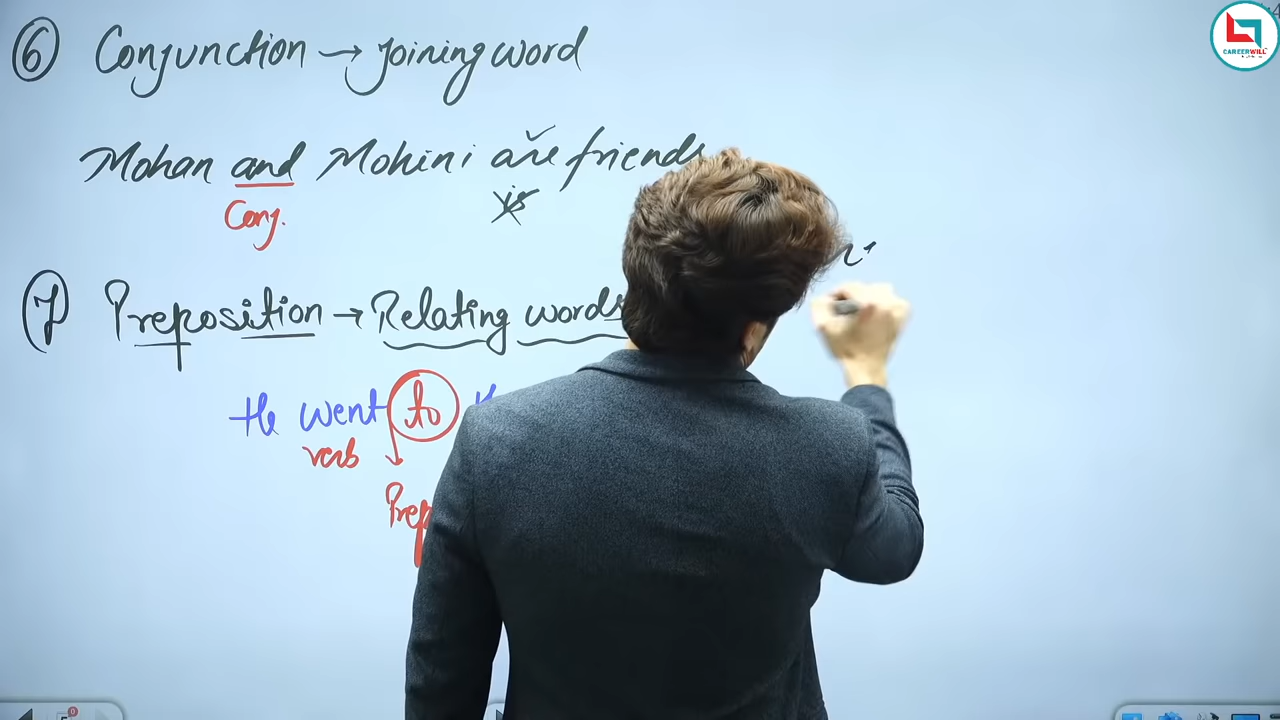 6 Conjunction → Joining word
Mohan and Mohini are friends
is
Conj.
7 Preposition → Relating words
He went to
verb
Prep
CAREERWILL